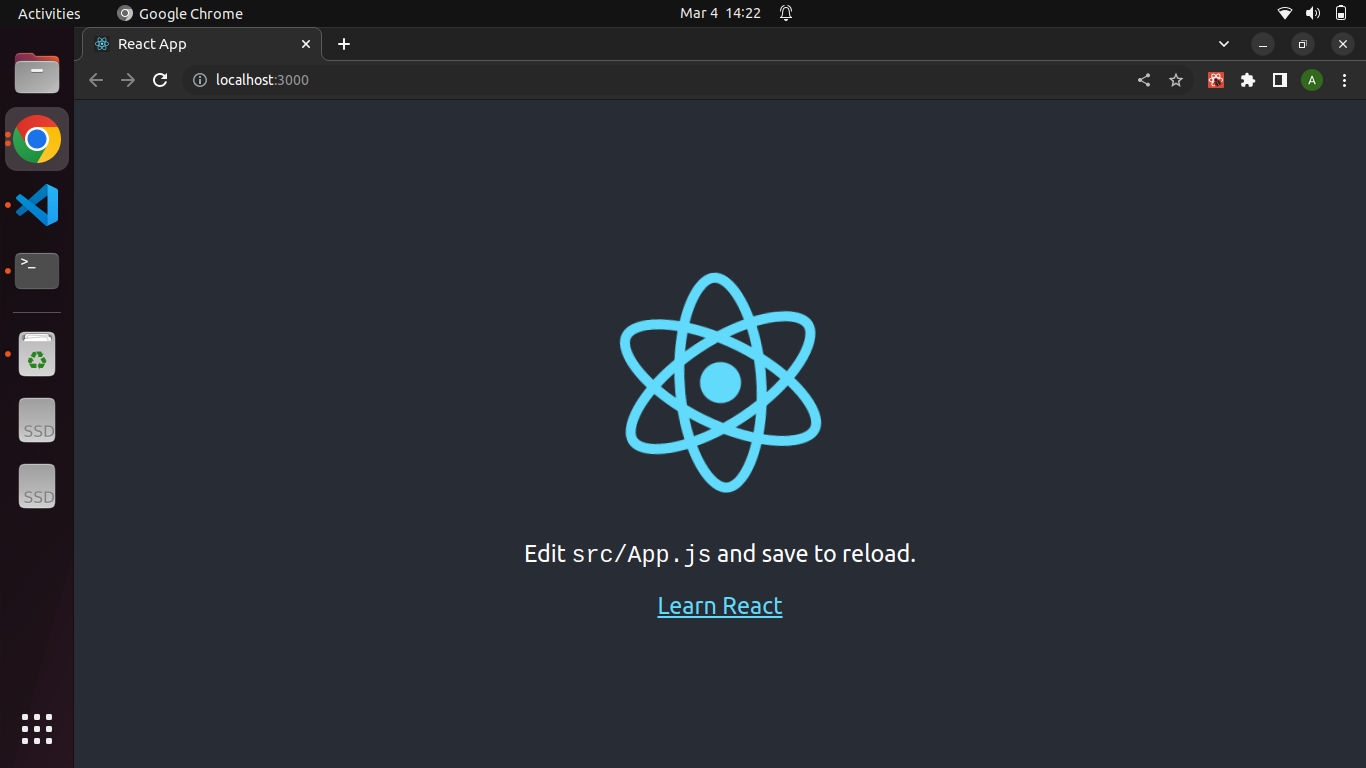 Activities
Google Chrome
Mar 4 14:22
React App
localhost:3000
A
>_
SSD
SSD
Edit src/App.js and save to reload.
Learn React